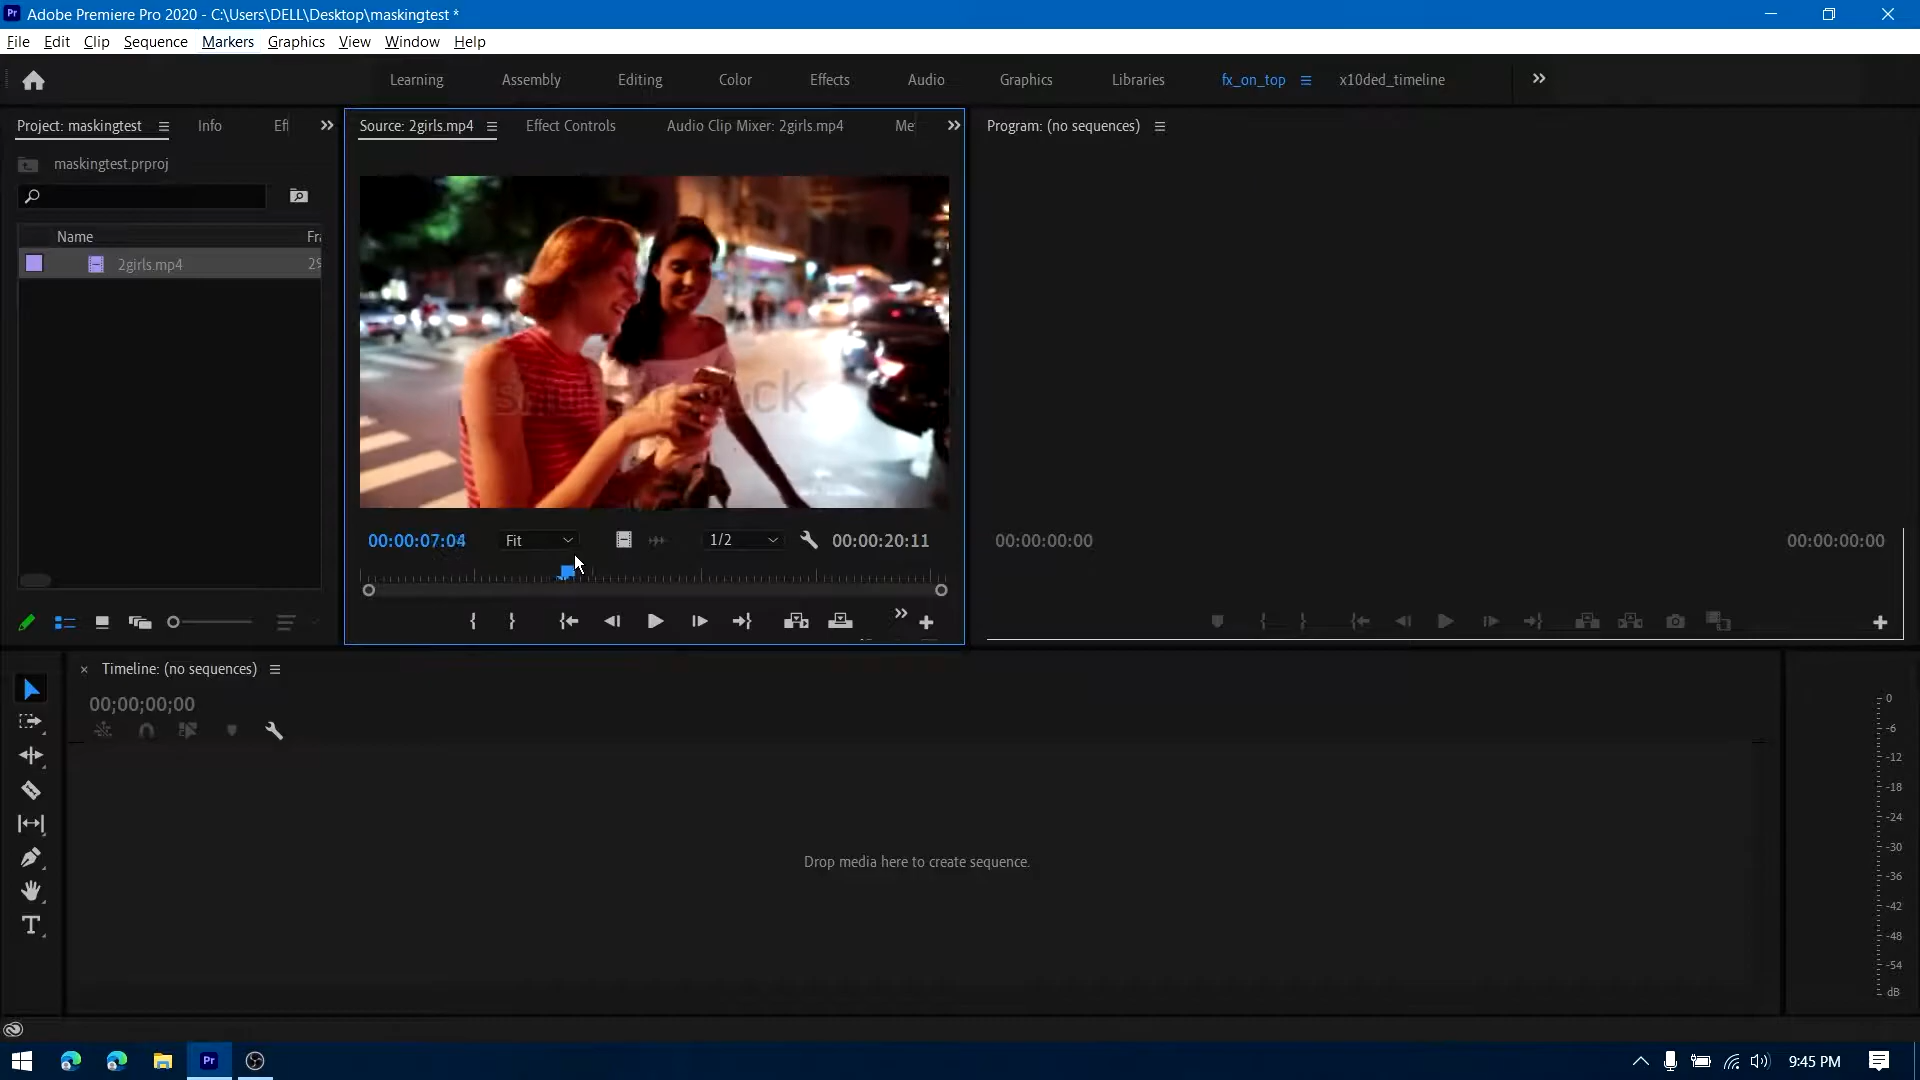 Pr Adobe Premiere Pro 2020 - C:\Users\DELL\Desktop\maskingtest *
File Edit Clip Sequence Markers Graphics View Window Help
Learning Assembly Editing Color Effects Audio Graphics Libraries fx_on_top x10ded_timeline
Project: maskingtest Info Eff Source: 2girls.mp4 Effect Controls Audio Clip Mixer: 2girls.mp4 Me Program: (no sequences)
maskingtest.prproj
Name Fra
2girls.mp4 29
00:00:07:04 Fit 1/2 00:00:20:11 00:00:00:00 00:00:00:00
Timeline: (no sequences)
00;00;00;00
Drop media here to create sequence.
0
-6
-12
-18
-24
-30
-36
-42
-48
-54
dB
Pr 9:45 PM